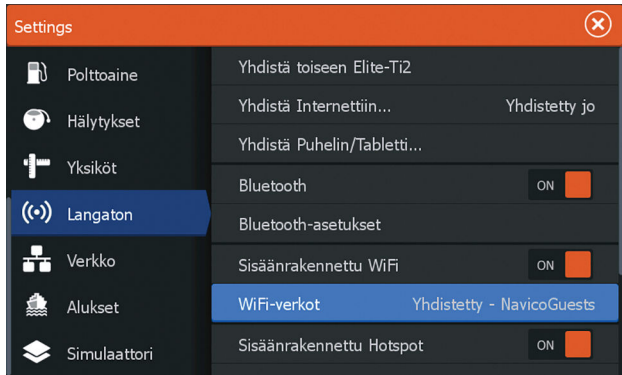 Settings
Polttoaine
Hälytykset
Yksiköt
Langaton
Verkko
Alukset
Simulaattori
Yhdistä toiseen Elite-Ti2
Yhdistä Internettiin... Yhdistetty jo
Yhdistä Puhelin/Tabletti...
Bluetooth ON
Bluetooth-asetukset
Sisäänrakennettu WiFi ON
WiFi-verkot Yhdistetty - NavicoGuests
Sisäänrakennettu Hotspot ON